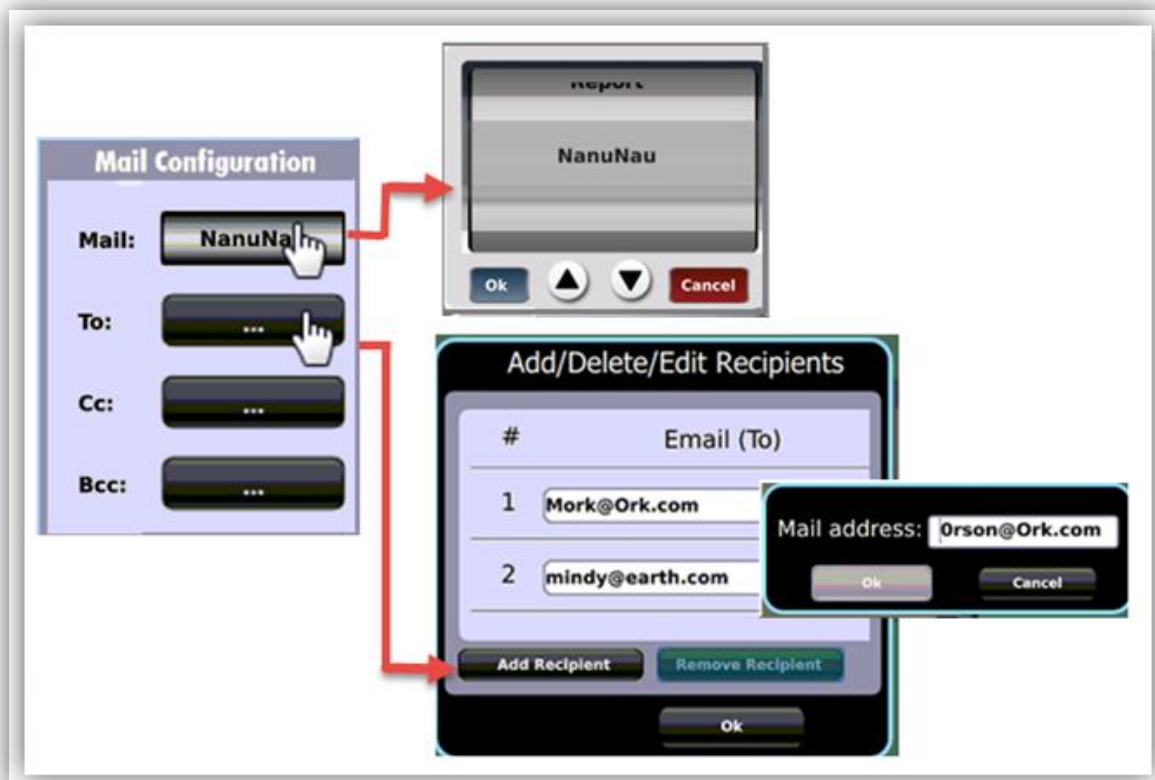 Mail Configuration
Mail:
NanuNa
To:
...
Cc:
...
Bcc:
...
Report
NanuNau
Ok
Cancel
Add/Delete/Edit Recipients
# Email (To)
1 Mork@Ork.com
2 mindy@earth.com
Add Recipient
Remove Recipient
Ok
Mail address: 0rson@Ork.com
Ok
Cancel